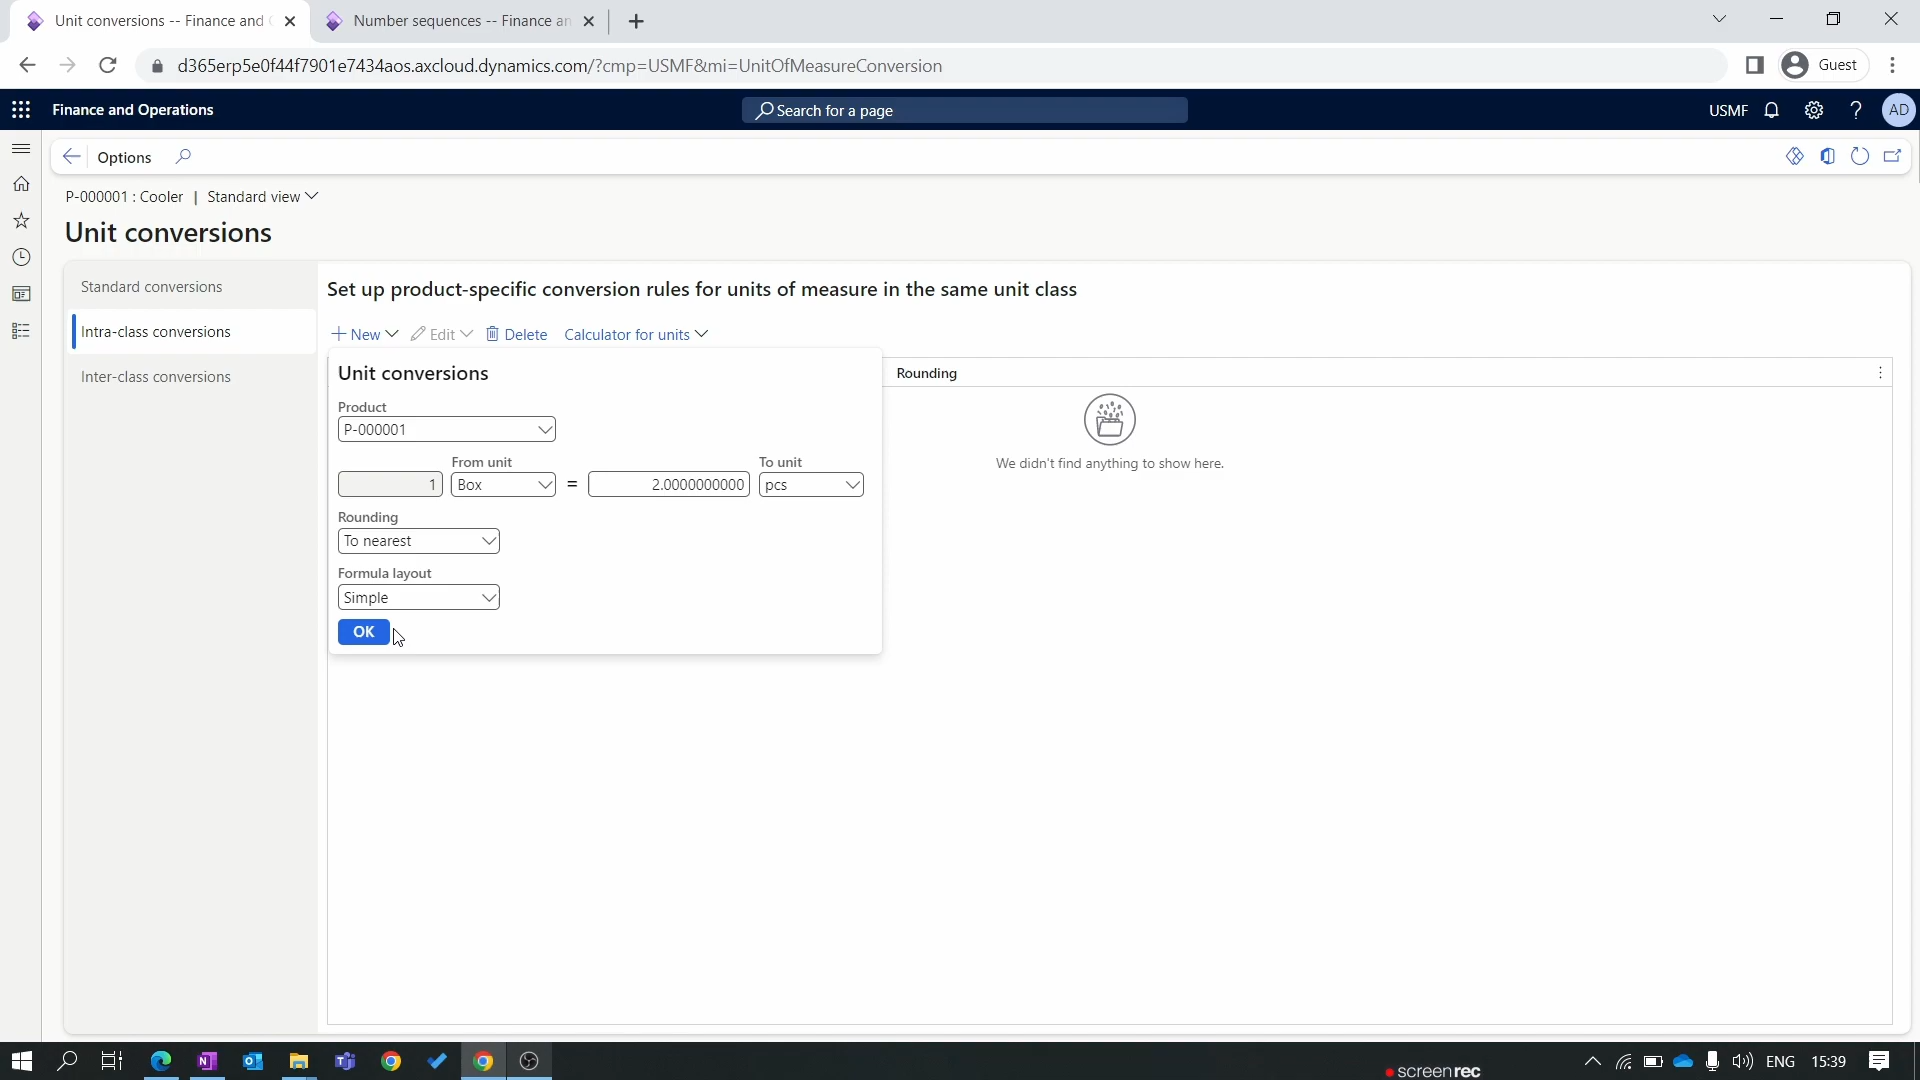 Unit conversions -- Finance and
Number sequences -- Finance an
d365erp5e0f44f7901e7434aos.axcloud.dynamics.com/?cmp=USMF&mi=UnitOfMeasureConversion
Guest
Finance and Operations
Search for a page
USMF
AD
Options
P-000001 : Cooler | Standard view
Unit conversions
Standard conversions
Intra-class conversions
Inter-class conversions
Set up product-specific conversion rules for units of measure in the same unit class
New
Edit
Delete
Calculator for units
Unit conversions
Rounding
Product
P-000001
From unit
To unit
1
Box
=
2.0000000000
pcs
Rounding
To nearest
Formula layout
Simple
OK
We didn't find anything to show here.
screenrec
ENG
15:39